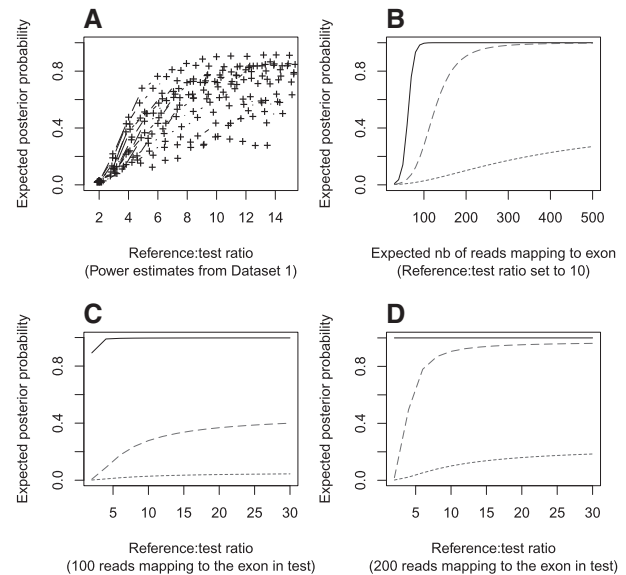 A
Expected posterior probability
0.8
0.4
0.0
2 4 6 8 10 12 14
Reference:test ratio
(Power estimates from Dataset 1)
B
Expected posterior probability
0.8
0.4
0.0
100 200 300 400 500
Expected nb of reads mapping to exon
(Reference:test ratio set to 10)
C
Expected posterior probability
0.8
0.4
0.0
5 10 15 20 25 30
Reference:test ratio
(100 reads mapping to the exon in test)
D
Expected posterior probability
0.8
0.4
0.0
5 10 15 20 25 30
Reference:test ratio
(200 reads mapping to the exon in test)